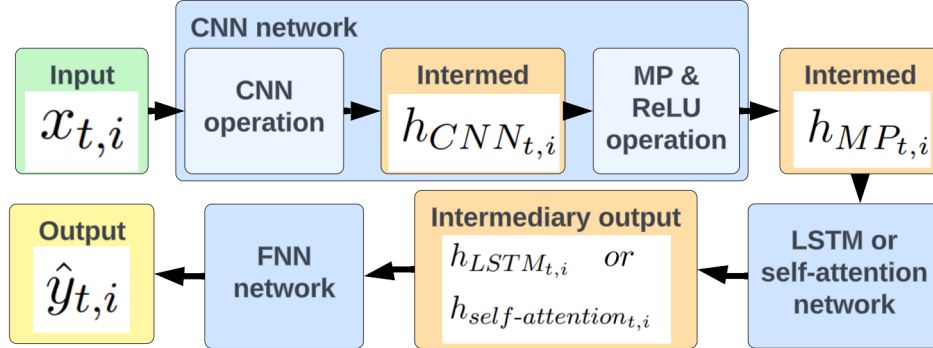 CNN network
Input
x_{t,i}
CNN
operation
Intermed
h_{CNN_{t,i}}
MP &
ReLU
operation
Intermed
h_{MP_{t,i}}
Output
ŷ_{t,i}
FNN
network
Intermediary output
h_{LSTM_{t,i}} or
h_{self-attention_{t,i}}
LSTM or
self-attention
network